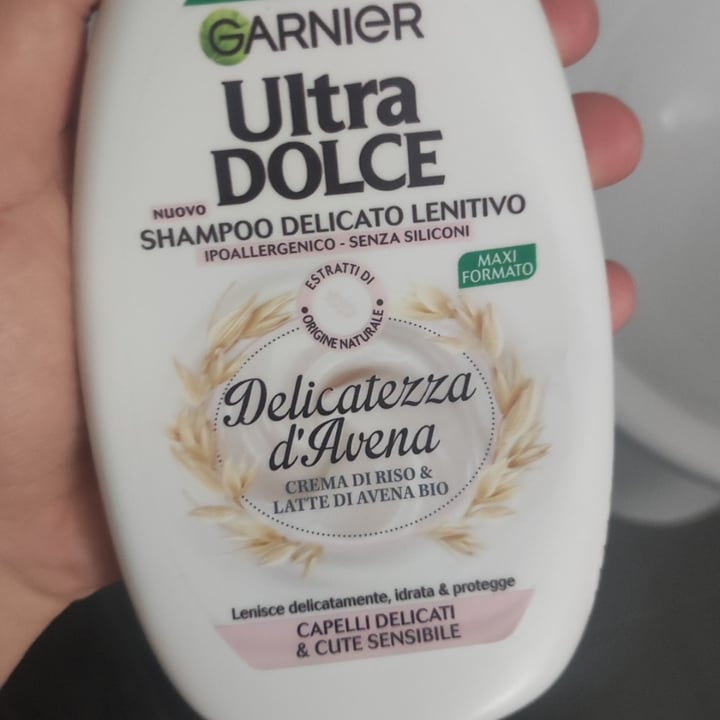 GARNIER
Ultra
DOLCE
NUOVO
SHAMPOO DELICATO LENITIVO
IPOALLERGENICO - SENZA SILICONI
MAXI
FORMATO
ESTRATTI DI
• ORIGINE NATURALE •
Delicatezza
d'Avena
CREMA DI RISO &
LATTE DI AVENA BIO
Lenisce delicatamente, idrata & protegge
CAPELLI DELICATI
& CUTE SENSIBILE